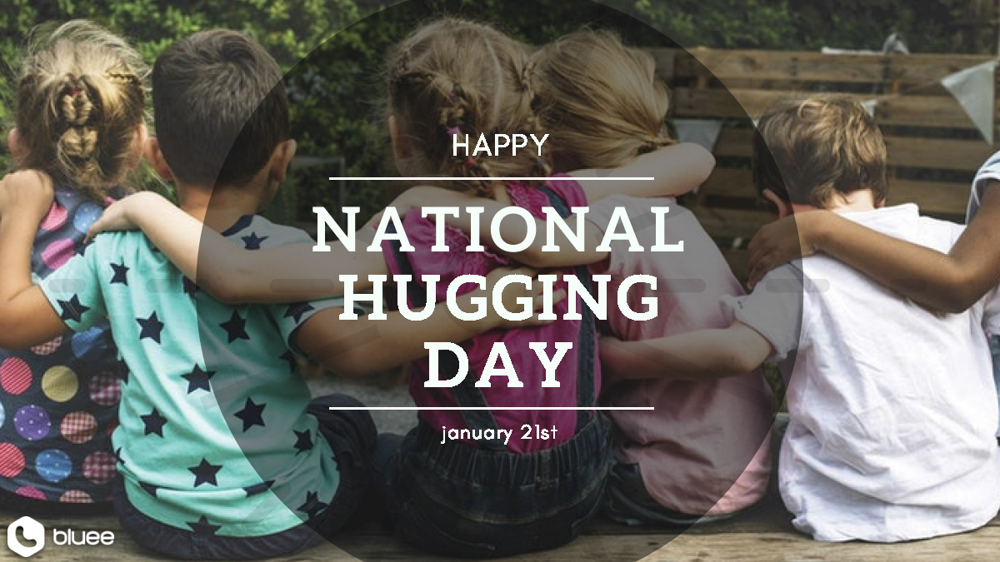 HAPPY
NATIONAL
HUGGING
DAY
january 21st
bluee